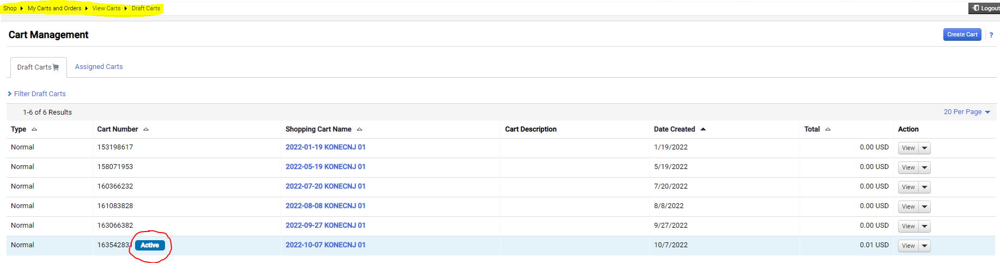 Shop My Carts and Orders View Carts Draft Carts
Logout
Cart Management
Create Cart ?
Draft Carts Assigned Carts
Filter Draft Carts
1-6 of 6 Results 20 Per Page
Type Cart Number Shopping Cart Name Cart Description Date Created Total Action
Normal 153198617 2022-01-19 KONECNJ 01 1/19/2022 0.00 USD View
Normal 158071953 2022-05-19 KONECNJ 01 5/19/2022 0.00 USD View
Normal 160366232 2022-07-20 KONECNJ 01 7/20/2022 0.00 USD View
Normal 161083828 2022-08-08 KONECNJ 01 8/8/2022 0.00 USD View
Normal 163066382 2022-09-27 KONECNJ 01 9/27/2022 0.00 USD View
Normal 163542831 Active 2022-10-07 KONECNJ 01 10/7/2022 0.01 USD View